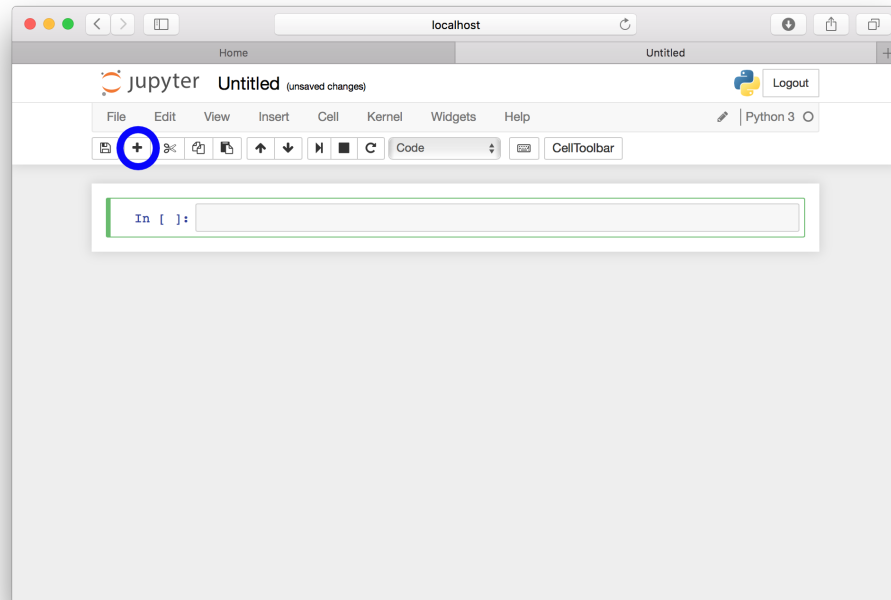 localhost
Home Untitled
jupyter Untitled (unsaved changes) Logout
File Edit View Insert Cell Kernel Widgets Help Python 3
Code CellToolbar
In [ ]: